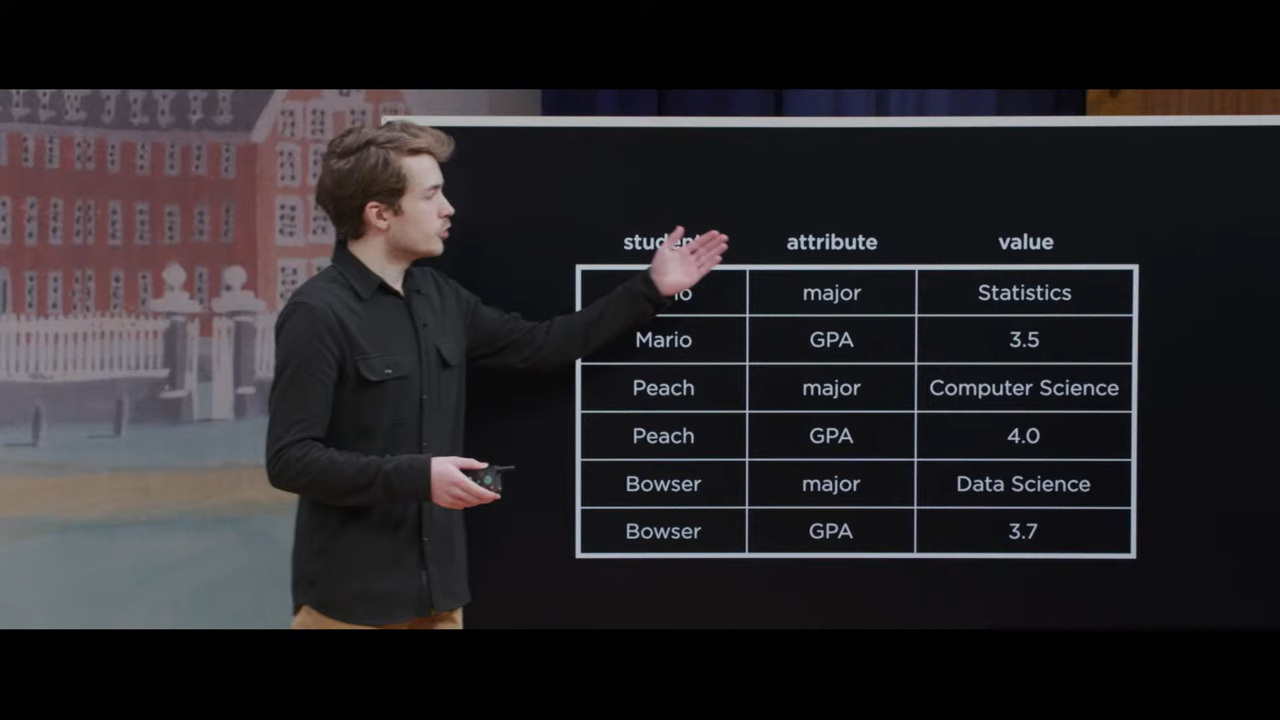 attribute value
major Statistics
Mario GPA 3.5
Peach major Computer Science
Peach GPA 4.0
Bowser major Data Science
Bowser GPA 3.7